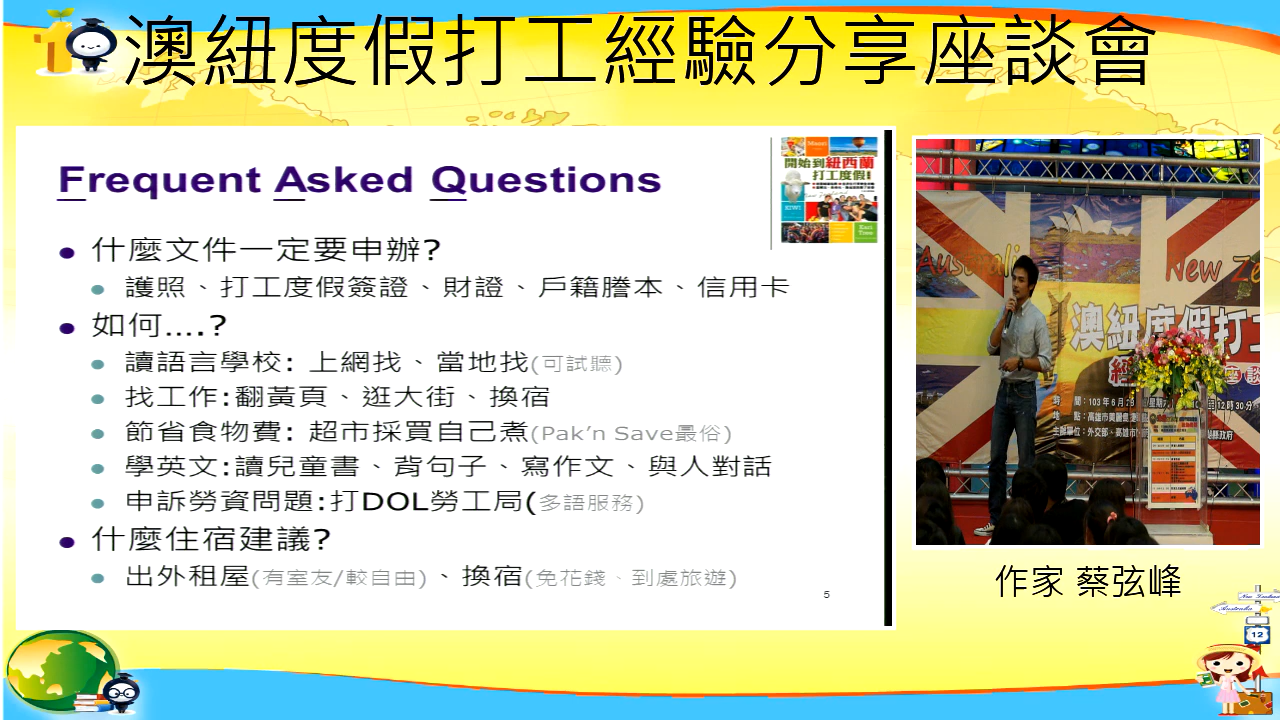 澳紐度假打工經驗分享座談會
Frequent Asked Questions
開始到紐西蘭
打工度假!
什麼文件一定要申辦?
護照、打工度假簽證、財證、戶籍謄本、信用卡
如何….?
讀語言學校: 上網找、當地找(可試聽)
找工作:翻黃頁、逛大街、換宿
節省食物費: 超市採買自己煮(Pak’n Save最俗)
學英文:讀兒童書、背句子、寫作文、與人對話
申訴勞資問題:打DOL勞工局(多語服務)
什麼住宿建議?
出外租屋(有室友/較自由)、換宿(免花錢、到處旅遊)
5
Australi
New Ze
澳紐度假打工
作家 蔡弦峰
New Zealand
Australia
12